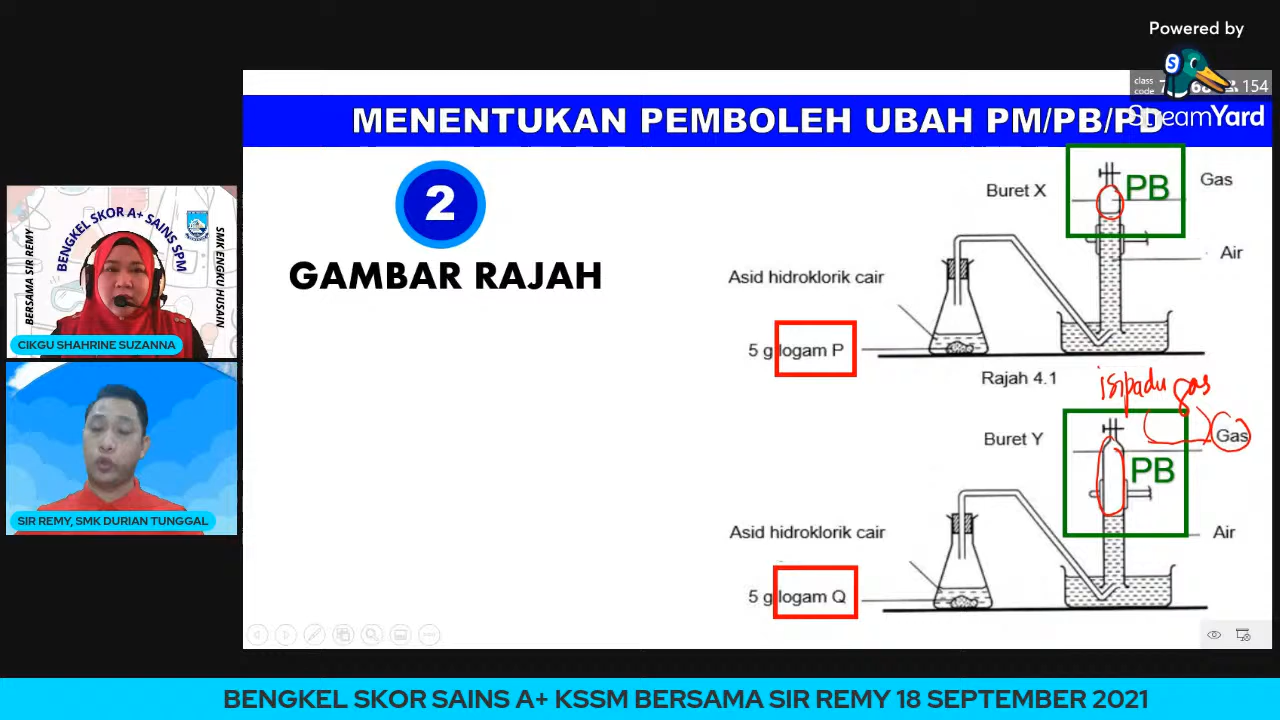 Powered by
StreamYard
class code
154
MENENTUKAN PEMBOLEH UBAH PM/PB/PD
2
GAMBAR RAJAH
Buret X
PB
Gas
Air
Asid hidroklorik cair
5 g logam P
Rajah 4.1
isipadu gas
Buret Y
PB
Gas
Air
Asid hidroklorik cair
5 g logam Q
BENGKEL SKOR A+ SAINS SPM
BERSAMA SIR REMY
SMK ENGKU HUSAIN
CIKGU SHAHRINE SUZANNA
SIR REMY, SMK DURIAN TUNGGAL
BENGKEL SKOR SAINS A+ KSSM BERSAMA SIR REMY 18 SEPTEMBER 2021